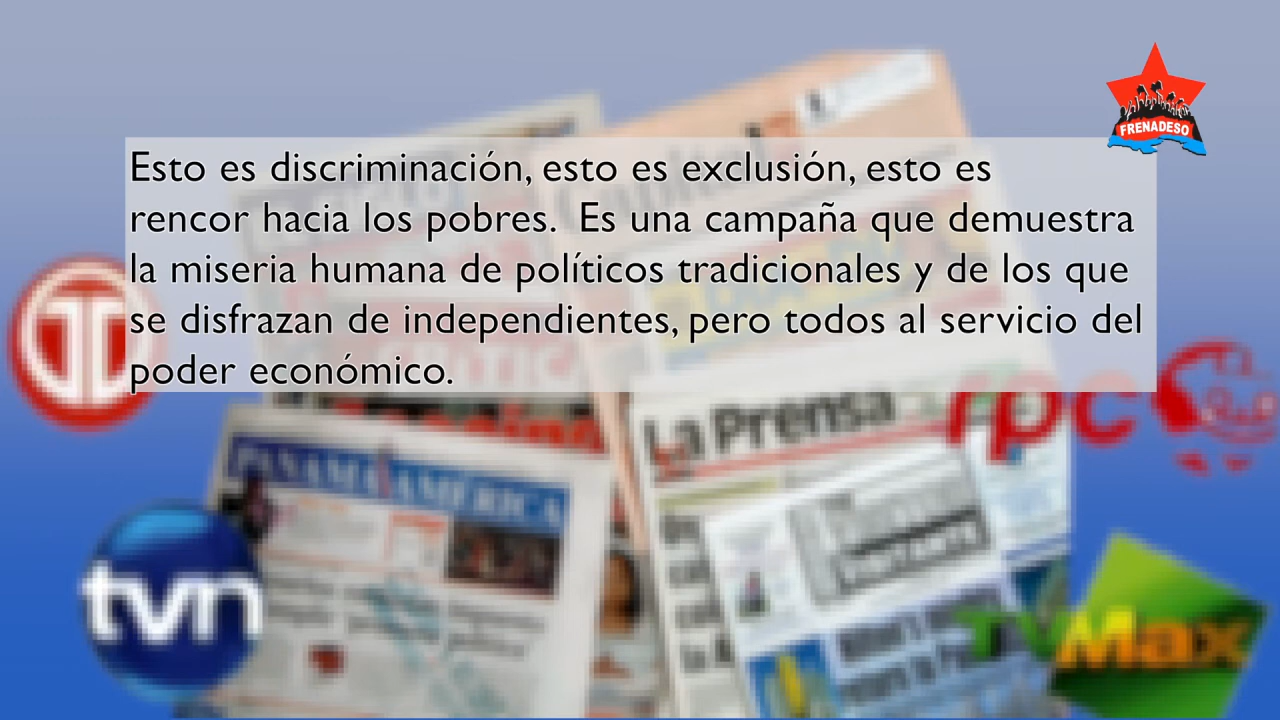 FRENADESO
Esto es discriminación, esto es exclusión, esto es
rencor hacia los pobres.  Es una campaña que demuestra
la miseria humana de políticos tradicionales y de los que
se disfrazan de independientes, pero todos al servicio del
poder económico.
La Prensa
rpc
PANAMÁ AMÉRICA
tvn
TVMax